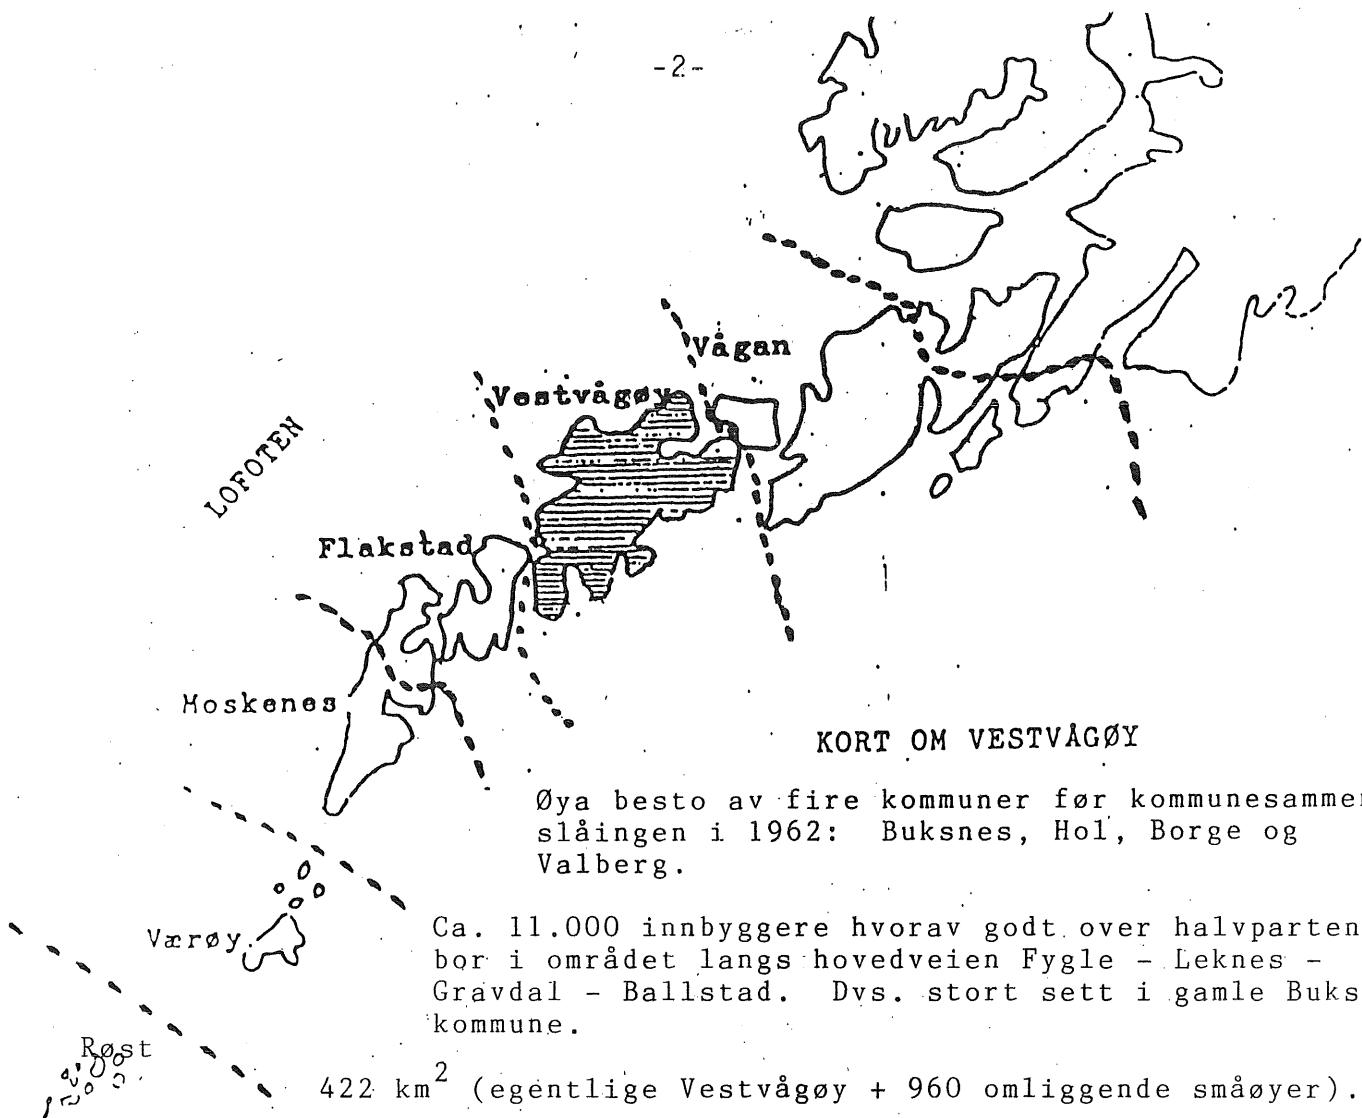 -2-
Vågan
Vestvågøy
LOFOTEN
Flakstad
Moskenes
KORT OM VESTVÅGØY
Øya besto av fire kommuner før kommunesammen
slåingen i 1962: Buksnes, Hol, Borge og
Valberg.
Værøy
Ca. 11.000 innbyggere hvorav godt over halvparten
bor i området langs hovedveien Fygle - Leknes -
Gravdal - Ballstad. Dvs. stort sett i gamle Buks
kommune.
Røst
422 km² (egentlige Vestvågøy + 960 omliggende småøyer).